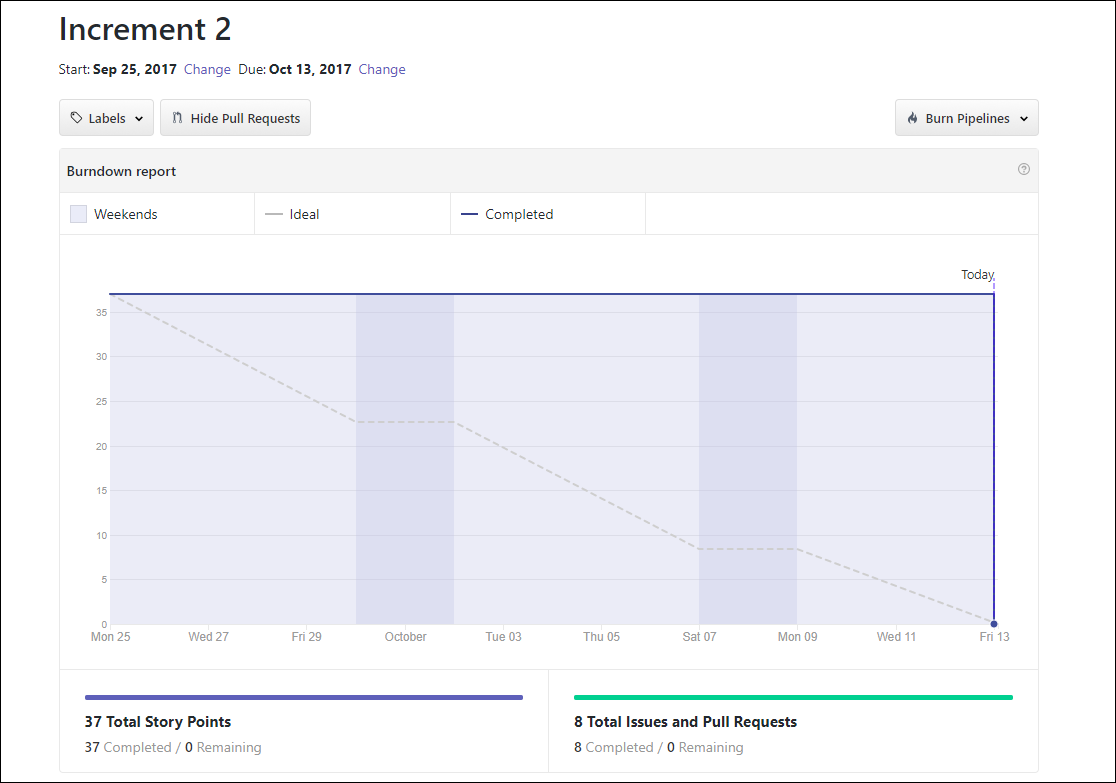 Increment 2
Start: Sep 25, 2017 Change Due: Oct 13, 2017 Change
Labels Hide Pull Requests Burn Pipelines
Burndown report
Weekends Ideal Completed
Today
35
30
25
20
15
10
5
0
Mon 25 Wed 27 Fri 29 October Tue 03 Thu 05 Sat 07 Mon 09 Wed 11 Fri 13
37 Total Story Points
37 Completed / 0 Remaining
8 Total Issues and Pull Requests
8 Completed / 0 Remaining